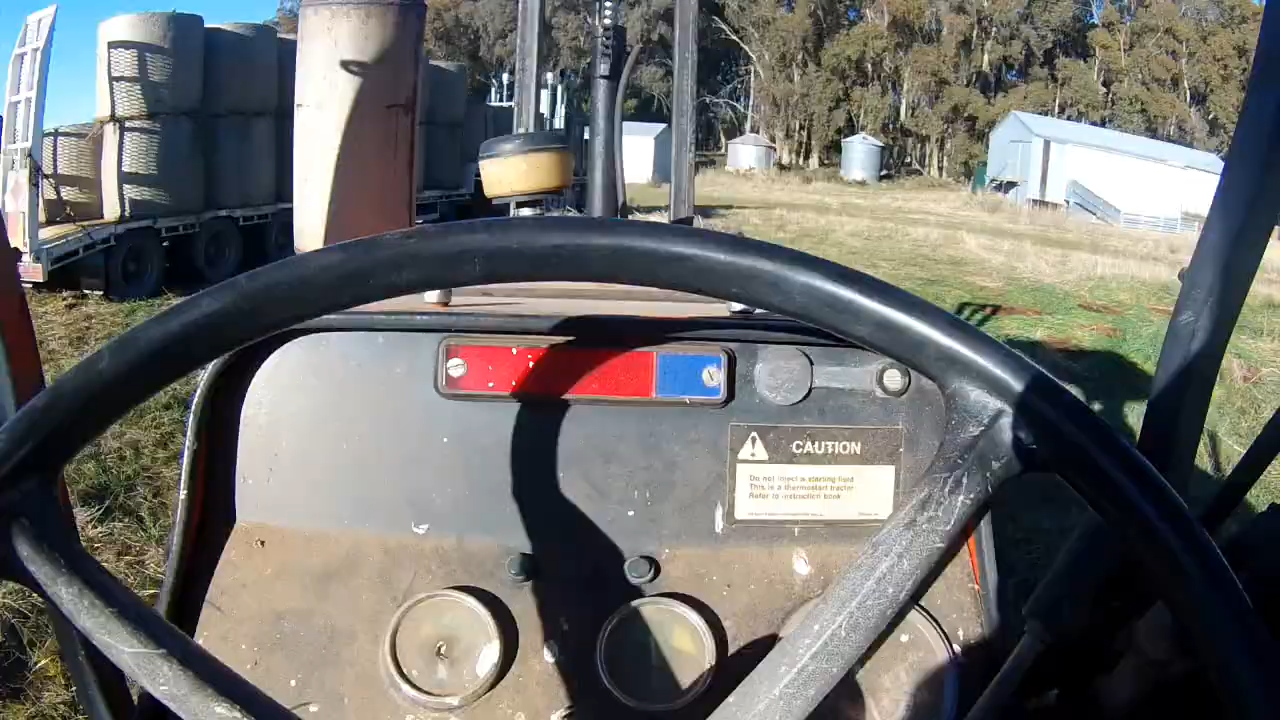 CAUTION
Do not inject a starting fluid
This is a thermostart tractor
Refer to instruction book